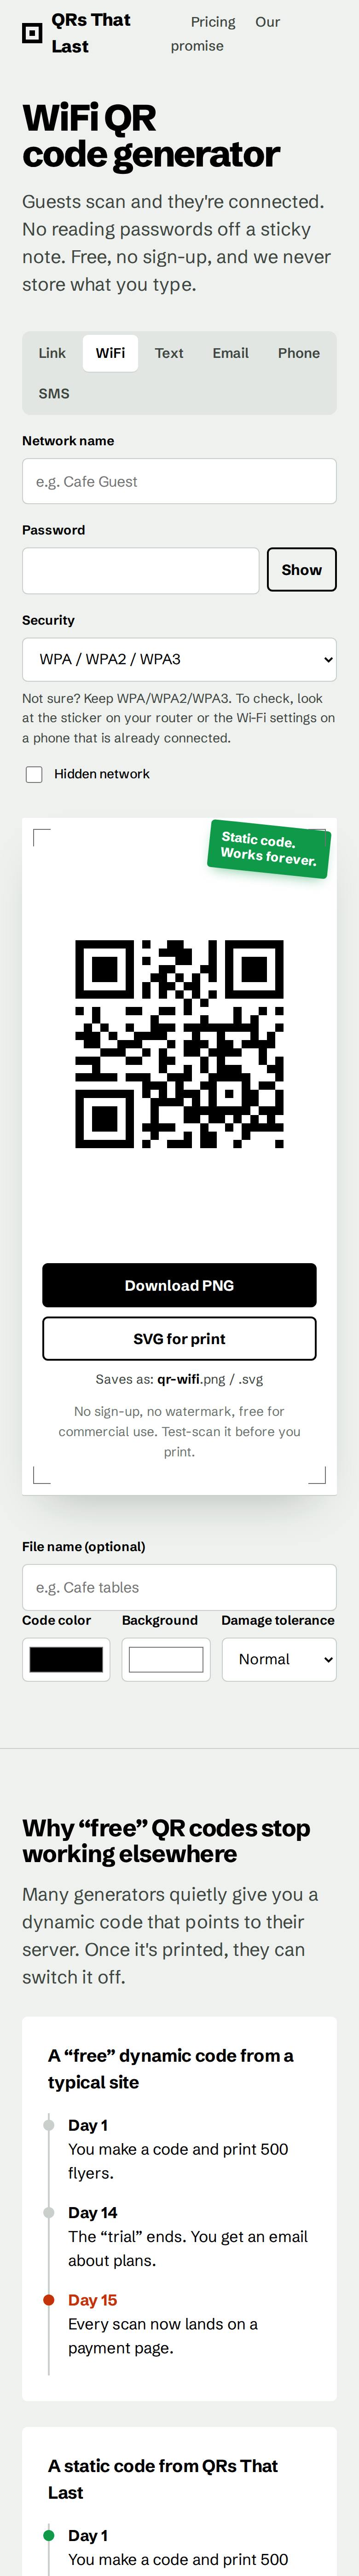 QRs That
Last
Pricing Our
promise
WiFi QR
code generator
Guests scan and they're connected.
No reading passwords off a sticky
note. Free, no sign-up, and we never
store what you type.
Link WiFi Text Email Phone
SMS
Network name
e.g. Cafe Guest
Password
Show
Security
WPA / WPA2 / WPA3
Not sure? Keep WPA/WPA2/WPA3. To check, look
at the sticker on your router or the Wi-Fi settings on
a phone that is already connected.
Hidden network
Static code.
Works forever.
Download PNG
SVG for print
Saves as: qr-wifi.png / .svg
No sign-up, no watermark, free for
commercial use. Test-scan it before you
print.
File name (optional)
e.g. Cafe tables
Code color Background Damage tolerance
Normal
Why “free” QR codes stop
working elsewhere
Many generators quietly give you a
dynamic code that points to their
server. Once it's printed, they can
switch it off.
A “free” dynamic code from a
typical site
Day 1
You make a code and print 500
flyers.
Day 14
The “trial” ends. You get an email
about plans.
Day 15
Every scan now lands on a
payment page.
A static code from QRs That
Last
Day 1
You make a code and print 500